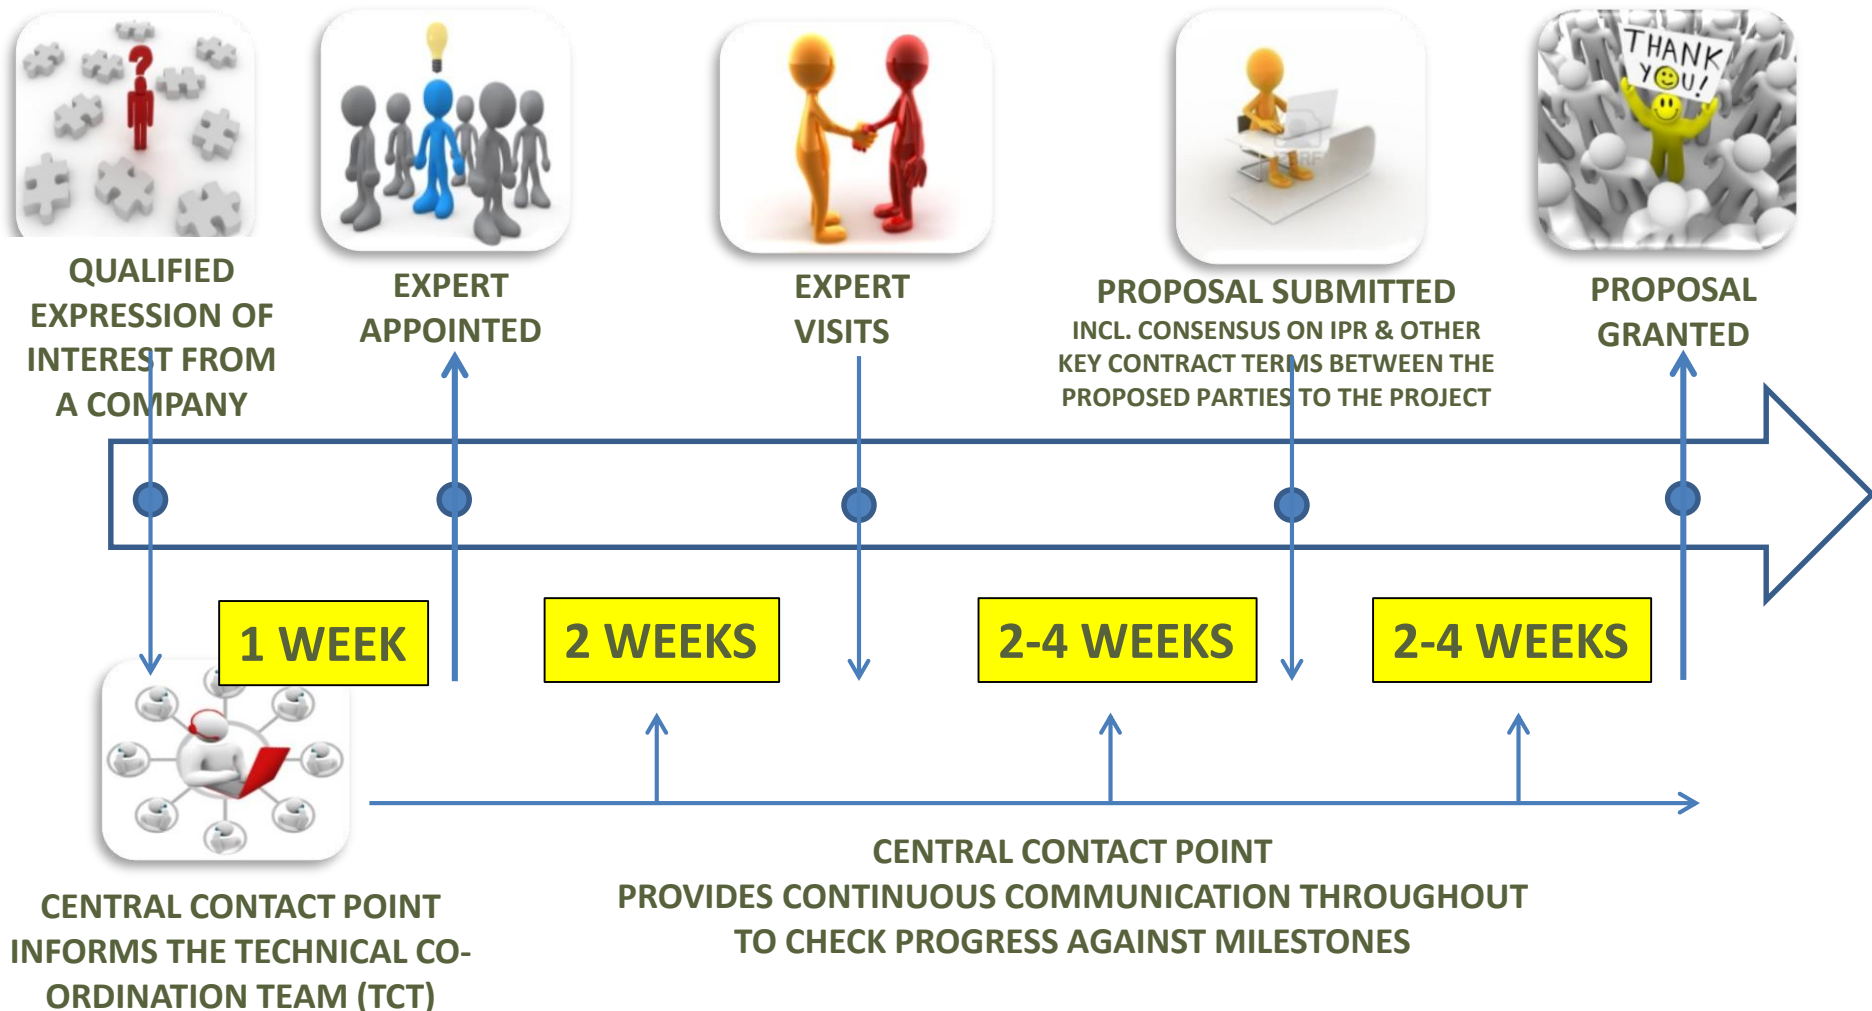 THANK
YOU!
QUALIFIED
EXPRESSION OF
INTEREST FROM
A COMPANY
EXPERT
APPOINTED
EXPERT
VISITS
PROPOSAL SUBMITTED
INCL. CONSENSUS ON IPR & OTHER
KEY CONTRACT TERMS BETWEEN THE
PROPOSED PARTIES TO THE PROJECT
PROPOSAL
GRANTED
1 WEEK
2 WEEKS
2-4 WEEKS
2-4 WEEKS
CENTRAL CONTACT POINT
INFORMS THE TECHNICAL CO-
ORDINATION TEAM (TCT)
CENTRAL CONTACT POINT
PROVIDES CONTINUOUS COMMUNICATION THROUGHOUT
TO CHECK PROGRESS AGAINST MILESTONES